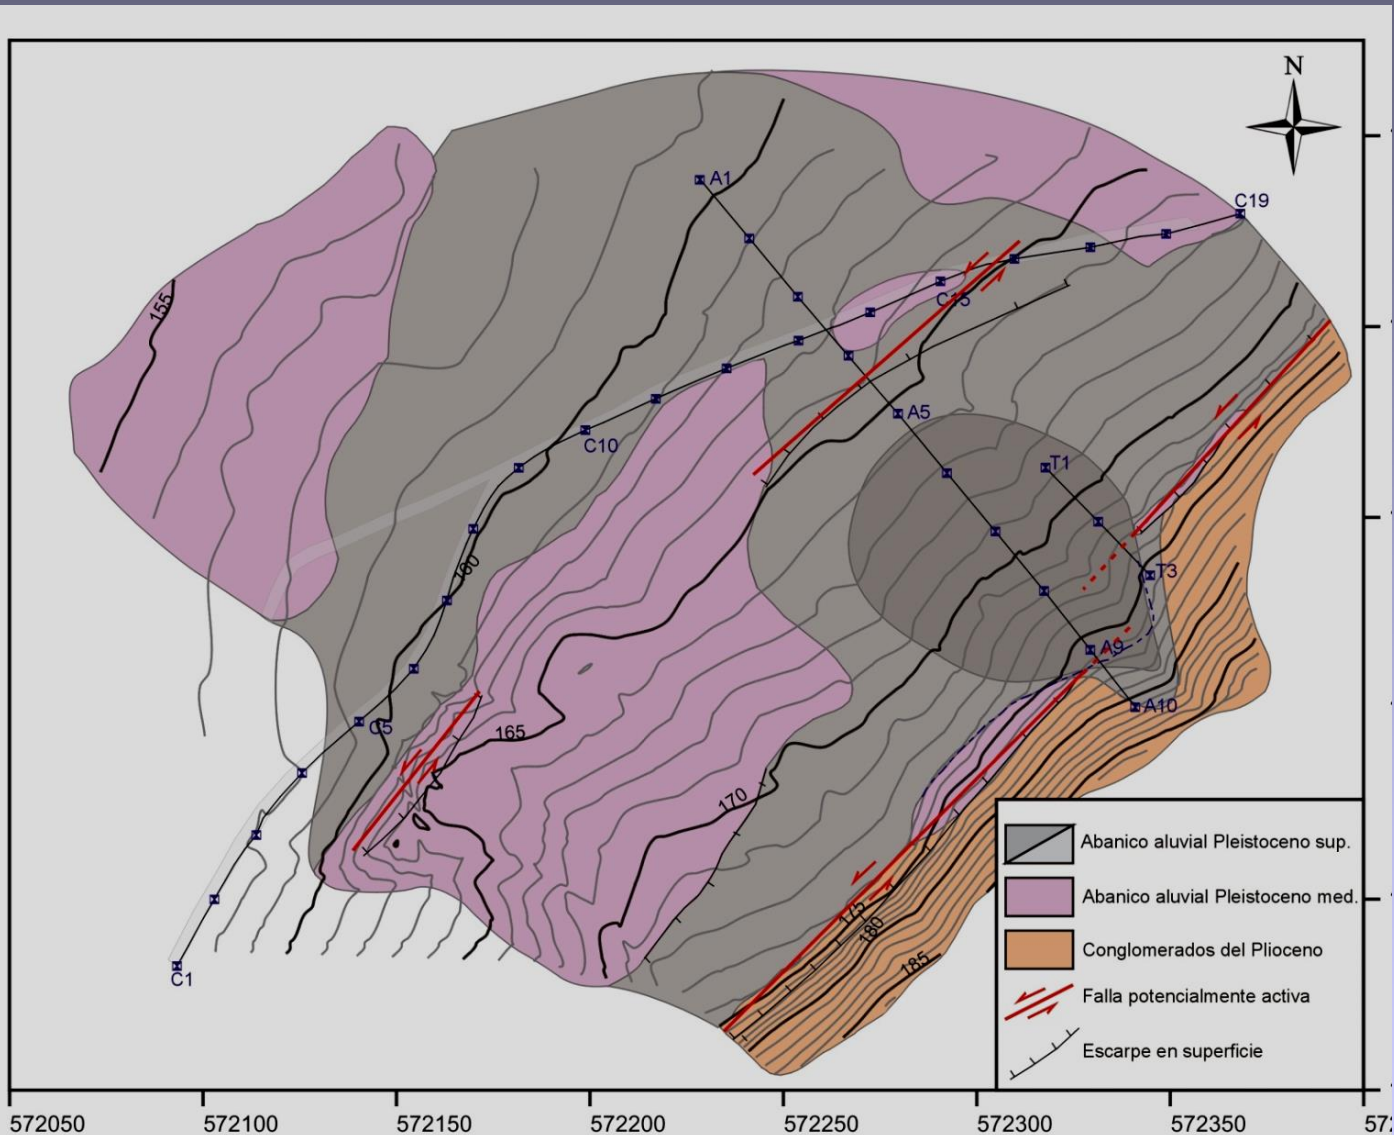 N
A1
C19
155
C15
A5
C10
T1
160
T3
A9
C5
A10
165
170
175
180
185
C1
Abanico aluvial Pleistoceno sup.
Abanico aluvial Pleistoceno med.
Conglomerados del Plioceno
Falla potencialmente activa
Escarpe en superficie
572050 572100 572150 572200 572250 572300 572350